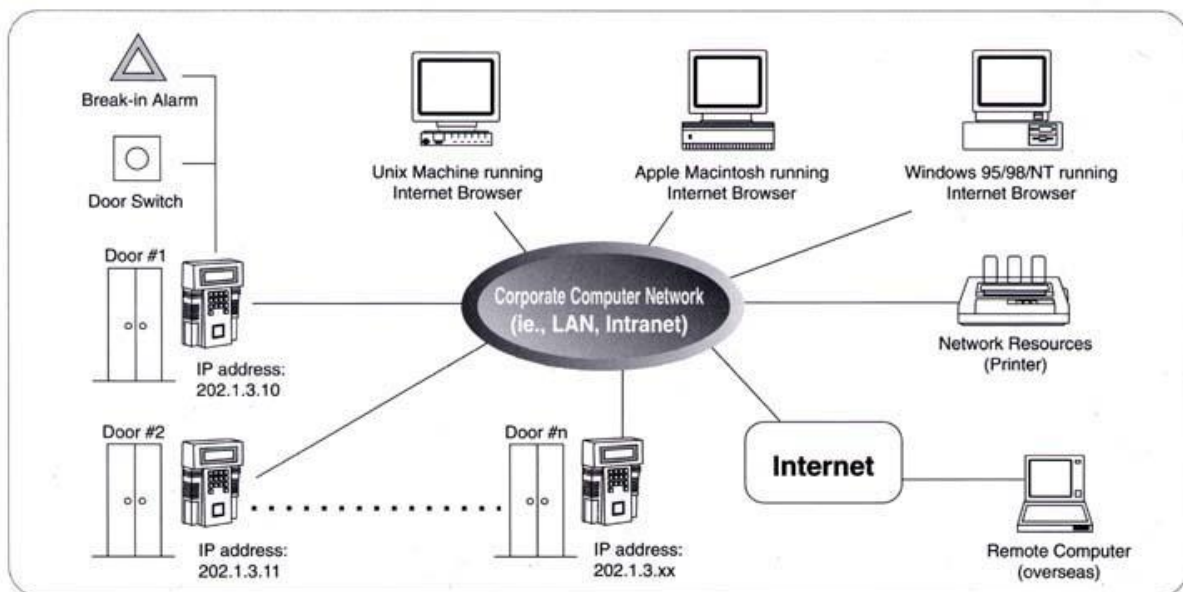 Break-in Alarm
Door Switch
Unix Machine running
Internet Browser
Apple Macintosh running
Internet Browser
Windows 95/98/NT running
Internet Browser
Door #1
IP address:
202.1.3.10
Corporate Computer Network
(ie., LAN, Intranet)
Network Resources
(Printer)
Door #2
IP address:
202.1.3.11
Door #n
IP address:
202.1.3.xx
Internet
Remote Computer
(overseas)